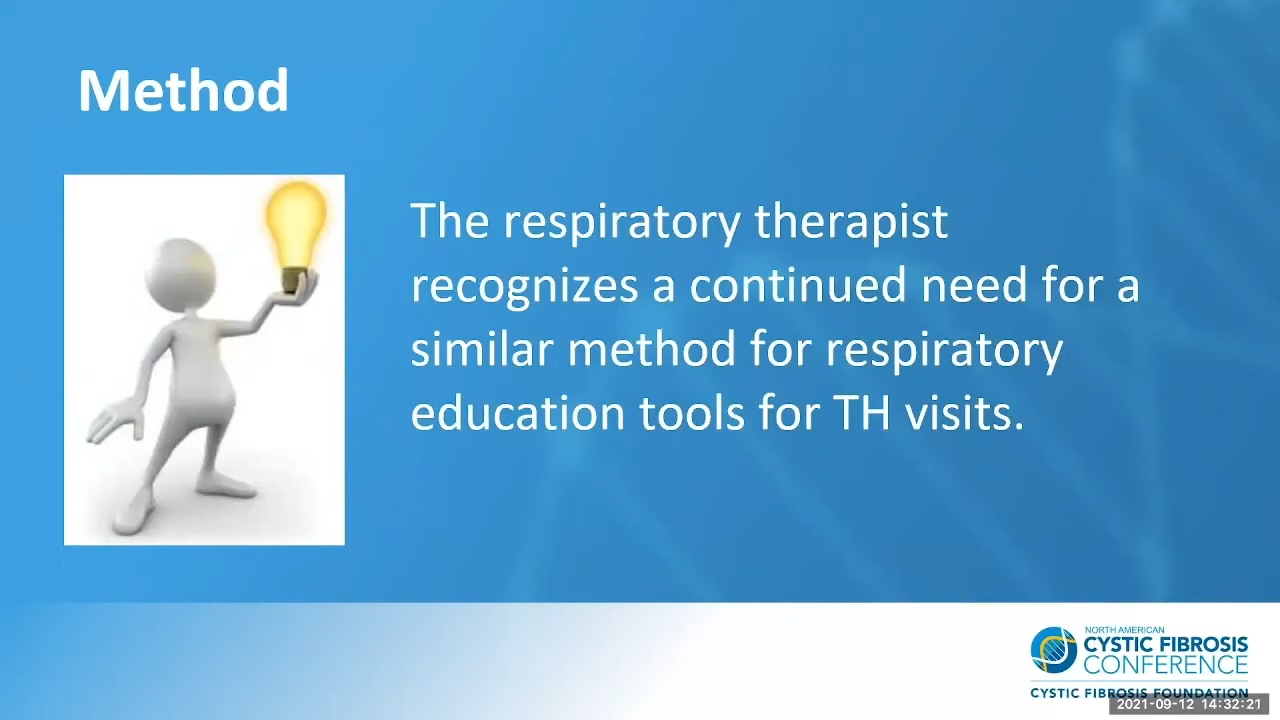 Method
The respiratory therapist
recognizes a continued need for a
similar method for respiratory
education tools for TH visits.
NORTH AMERICAN
CYSTIC FIBROSIS
CONFERENCE
CYSTIC FIBROSIS FOUNDATION
2021-09-12 14:32:21